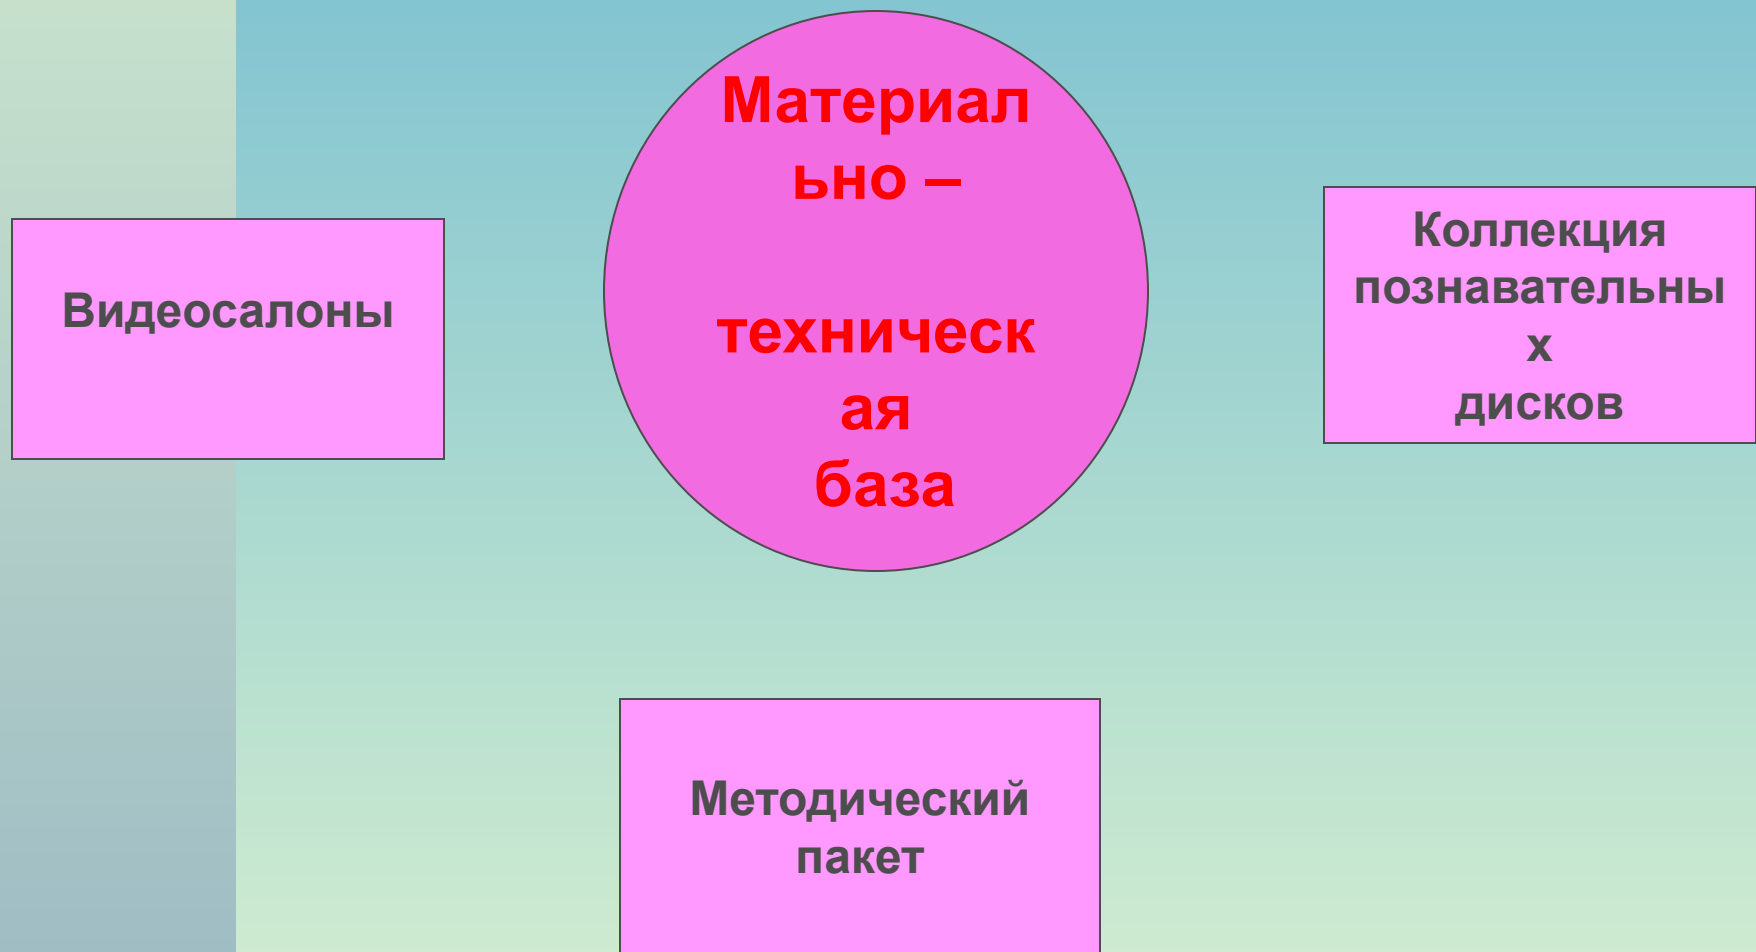 Материал
ьно –
техническ
ая
база
Видеосалоны
Коллекция
познавательны
х
дисков
Методический
пакет